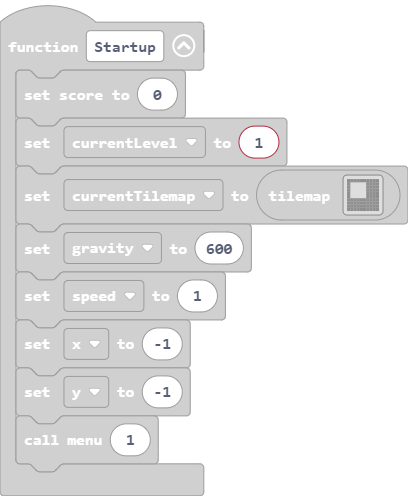 function Startup
set score to 0
set currentLevel to 1
set currentTilemap to tilemap
set gravity to 600
set speed to 1
set x to -1
set y to -1
call menu 1